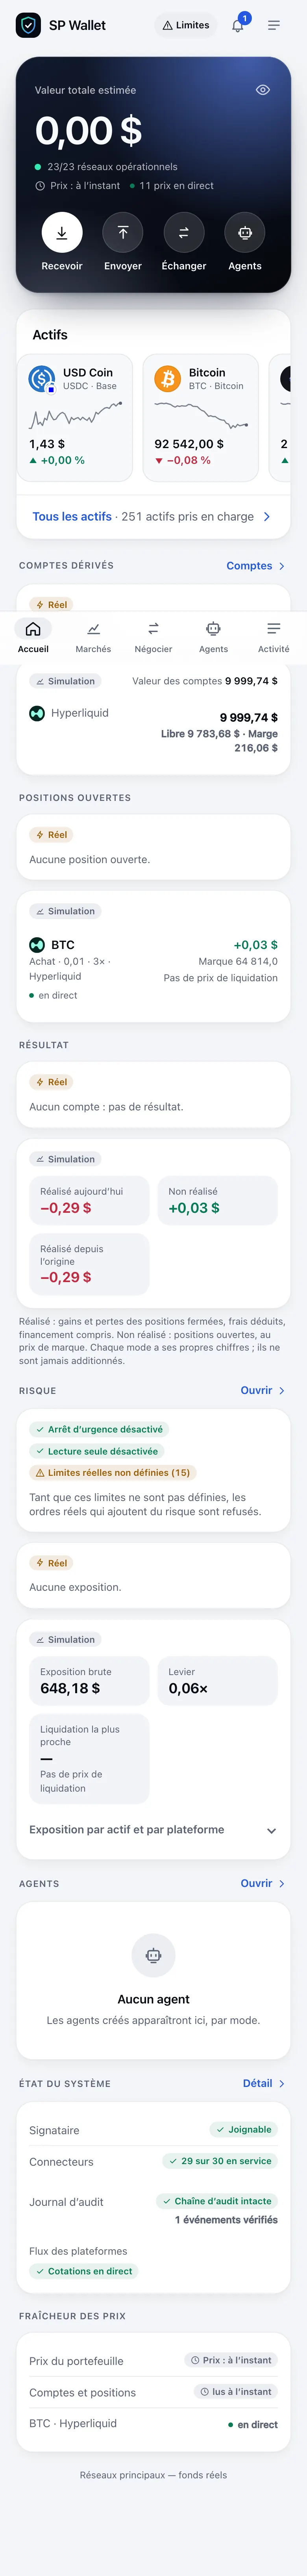 SP Wallet
Limites
1
Valeur totale estimée
0,00 $
23/23 réseaux opérationnels
Prix : à l’instant
11 prix en direct
Recevoir
Envoyer
Échanger
Agents
Actifs
USD Coin
USDC · Base
1,43 $
▲ +0,00 %
Bitcoin
BTC · Bitcoin
92 542,00 $
▼ −0,08 %
2
▲
Tous les actifs · 251 actifs pris en charge
COMPTES DÉRIVÉS
Comptes
Réel
Accueil
Marchés
Négocier
Agents
Activité
Simulation
Valeur des comptes 9 999,74 $
Hyperliquid
9 999,74 $
Libre 9 783,68 $ · Marge
216,06 $
POSITIONS OUVERTES
Réel
Aucune position ouverte.
Simulation
BTC
+0,03 $
Achat · 0,01 · 3× ·
Hyperliquid
Marque 64 814,0
Pas de prix de liquidation
en direct
RÉSULTAT
Réel
Aucun compte : pas de résultat.
Simulation
Réalisé aujourd’hui
−0,29 $
Non réalisé
+0,03 $
Réalisé depuis
l’origine
−0,29 $
Réalisé : gains et pertes des positions fermées, frais déduits,
financement compris. Non réalisé : positions ouvertes, au
prix de marque. Chaque mode a ses propres chiffres ; ils ne
sont jamais additionnés.
RISQUE
Ouvrir
Arrêt d’urgence désactivé
Lecture seule désactivée
Limites réelles non définies (15)
Tant que ces limites ne sont pas définies, les
ordres réels qui ajoutent du risque sont refusés.
Réel
Aucune exposition.
Simulation
Exposition brute
648,18 $
Levier
0,06×
Liquidation la plus
proche
—
Pas de prix de
liquidation
Exposition par actif et par plateforme
AGENTS
Ouvrir
Aucun agent
Les agents créés apparaîtront ici, par mode.
ÉTAT DU SYSTÈME
Détail
Signataire
Joignable
Connecteurs
29 sur 30 en service
Journal d’audit
Chaîne d’audit intacte
1 événements vérifiés
Flux des plateformes
Cotations en direct
FRAÎCHEUR DES PRIX
Prix du portefeuille
Prix : à l’instant
Comptes et positions
lus à l’instant
BTC · Hyperliquid
en direct
Réseaux principaux — fonds réels